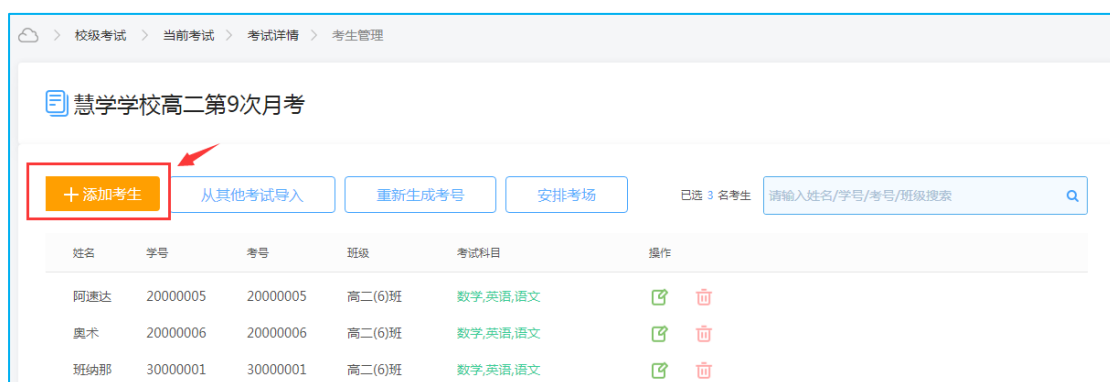 校级考试 > 当前考试 > 考试详情 > 考生管理
慧学学校高二第9次月考
+添加考生 从其他考试导入 重新生成考号 安排考场 已选 3 名考生 请输入姓名/学号/考号/班级搜索
姓名 学号 考号 班级 考试科目 操作
阿速达 20000005 20000005 高二(6)班 数学,英语,语文
奥术 20000006 20000006 高二(6)班 数学,英语,语文
班纳那 30000001 30000001 高二(6)班 数学,英语,语文